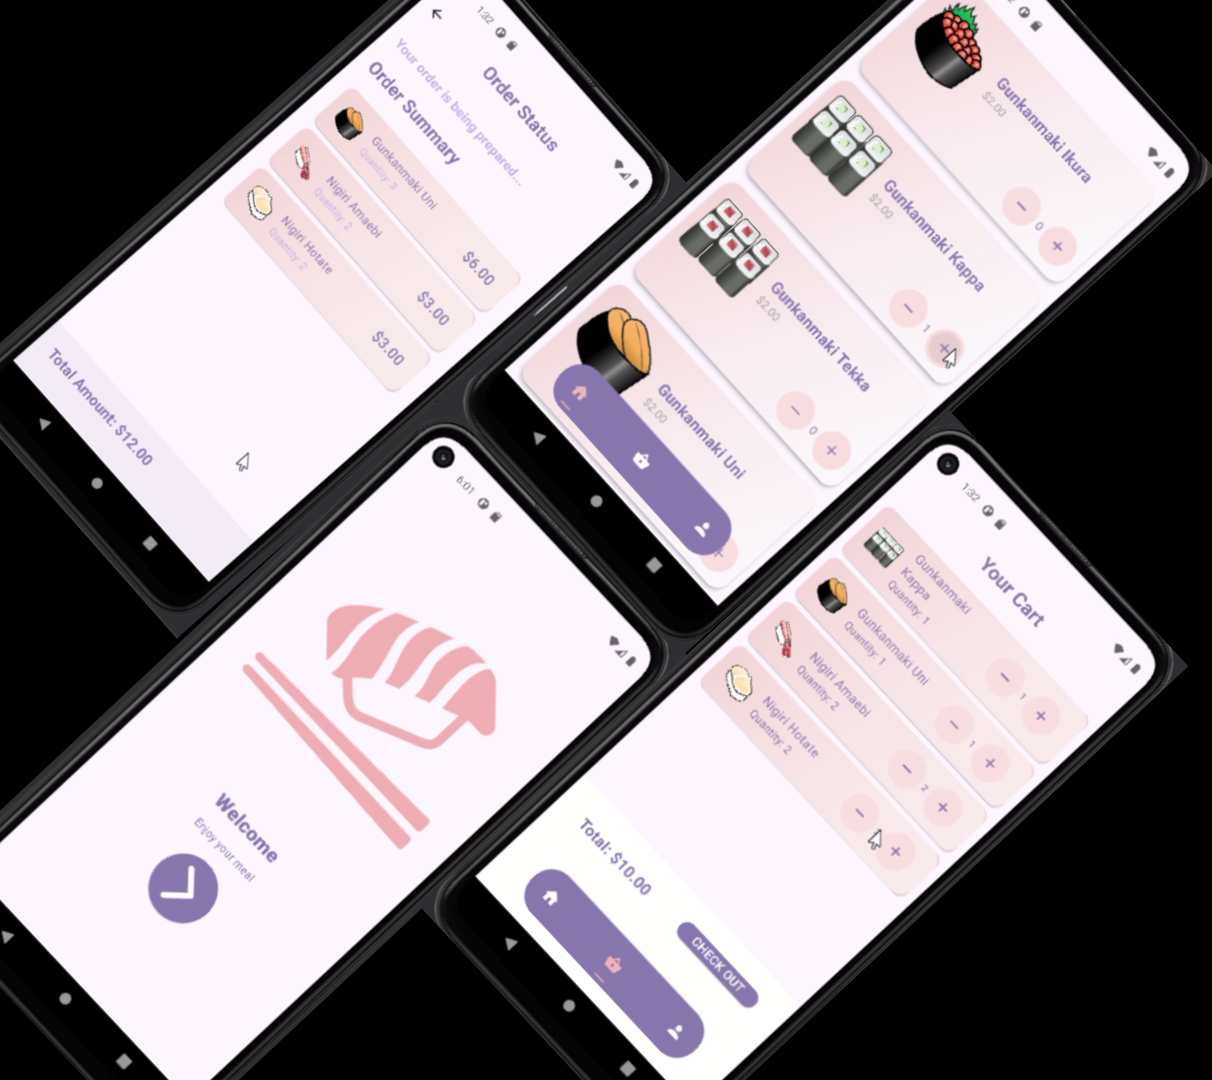 1:32
Order Status
Your order is being prepared...
Order Summary
Gunkanmaki Uni
Quantity: 3
$6.00
Nigiri Amaebi
Quantity: 2
$3.00
Nigiri Hotate
Quantity: 2
$3.00
Total Amount: $12.00
Gunkanmaki Ikura
$2.00
0
Gunkanmaki Kappa
$2.00
1
Gunkanmaki Tekka
$2.00
0
Gunkanmaki Uni
$2.00
6:01
Welcome
Enjoy your meal
1:32
Your Cart
Gunkanmaki
Kappa
Quantity: 1
1
Gunkanmaki Uni
Quantity: 1
1
Nigiri Amaebi
Quantity: 2
2
Nigiri Hotate
Quantity: 2
Total: $10.00
CHECK OUT